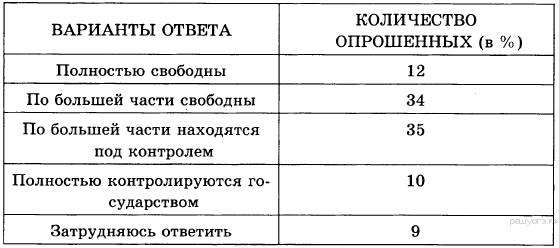 ВАРИАНТЫ ОТВЕТА
КОЛИЧЕСТВО
ОПРОШЕННЫХ (в %)
Полностью свободны
12
По большей части свободны
34
По большей части находятся
под контролем
35
Полностью контролируются го-
сударством
10
Затрудняюсь ответить
9